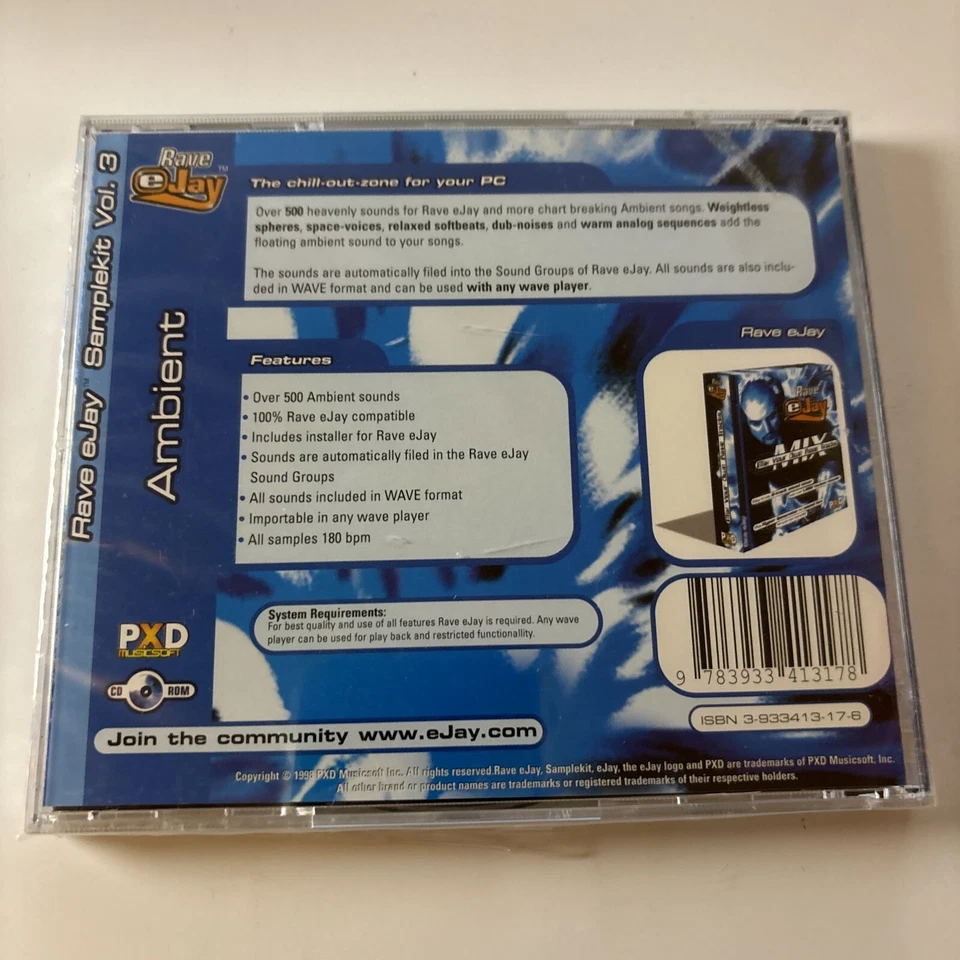 Rave eJay™ Samplekit Vol. 3
Ambient
Rave
eJay™
The chill-out-zone for your PC
Over 500 heavenly sounds for Rave eJay and more chart breaking Ambient songs. Weightless
spheres, space-voices, relaxed softbeats, dub-noises and warm analog sequences add the
floating ambient sound to your songs.
The sounds are automatically filed into the Sound Groups of Rave eJay. All sounds are also inclu-
ded in WAVE format and can be used with any wave player.
Features
• Over 500 Ambient sounds
• 100% Rave eJay compatible
• Includes installer for Rave eJay
• Sounds are automatically filed in the Rave eJay
Sound Groups
• All sounds included in WAVE format
• Importable in any wave player
• All samples 180 bpm
Rave eJay
Rave
eJay
MIX
System Requirements:
For best quality and use of all features Rave eJay is required. Any wave
player can be used for play back and restricted functionallity.
PXD
MUSICSOFT
CD ROM
9 783933 413178
ISBN 3-933413-17-6
Join the community www.eJay.com
Copyright © 1998 PXD Musicsoft Inc. All rights reserved.Rave eJay, Samplekit, eJay, the eJay logo and PXD are trademarks of PXD Musicsoft, Inc.
All other brand or product names are trademarks or registered trademarks of their respective holders.